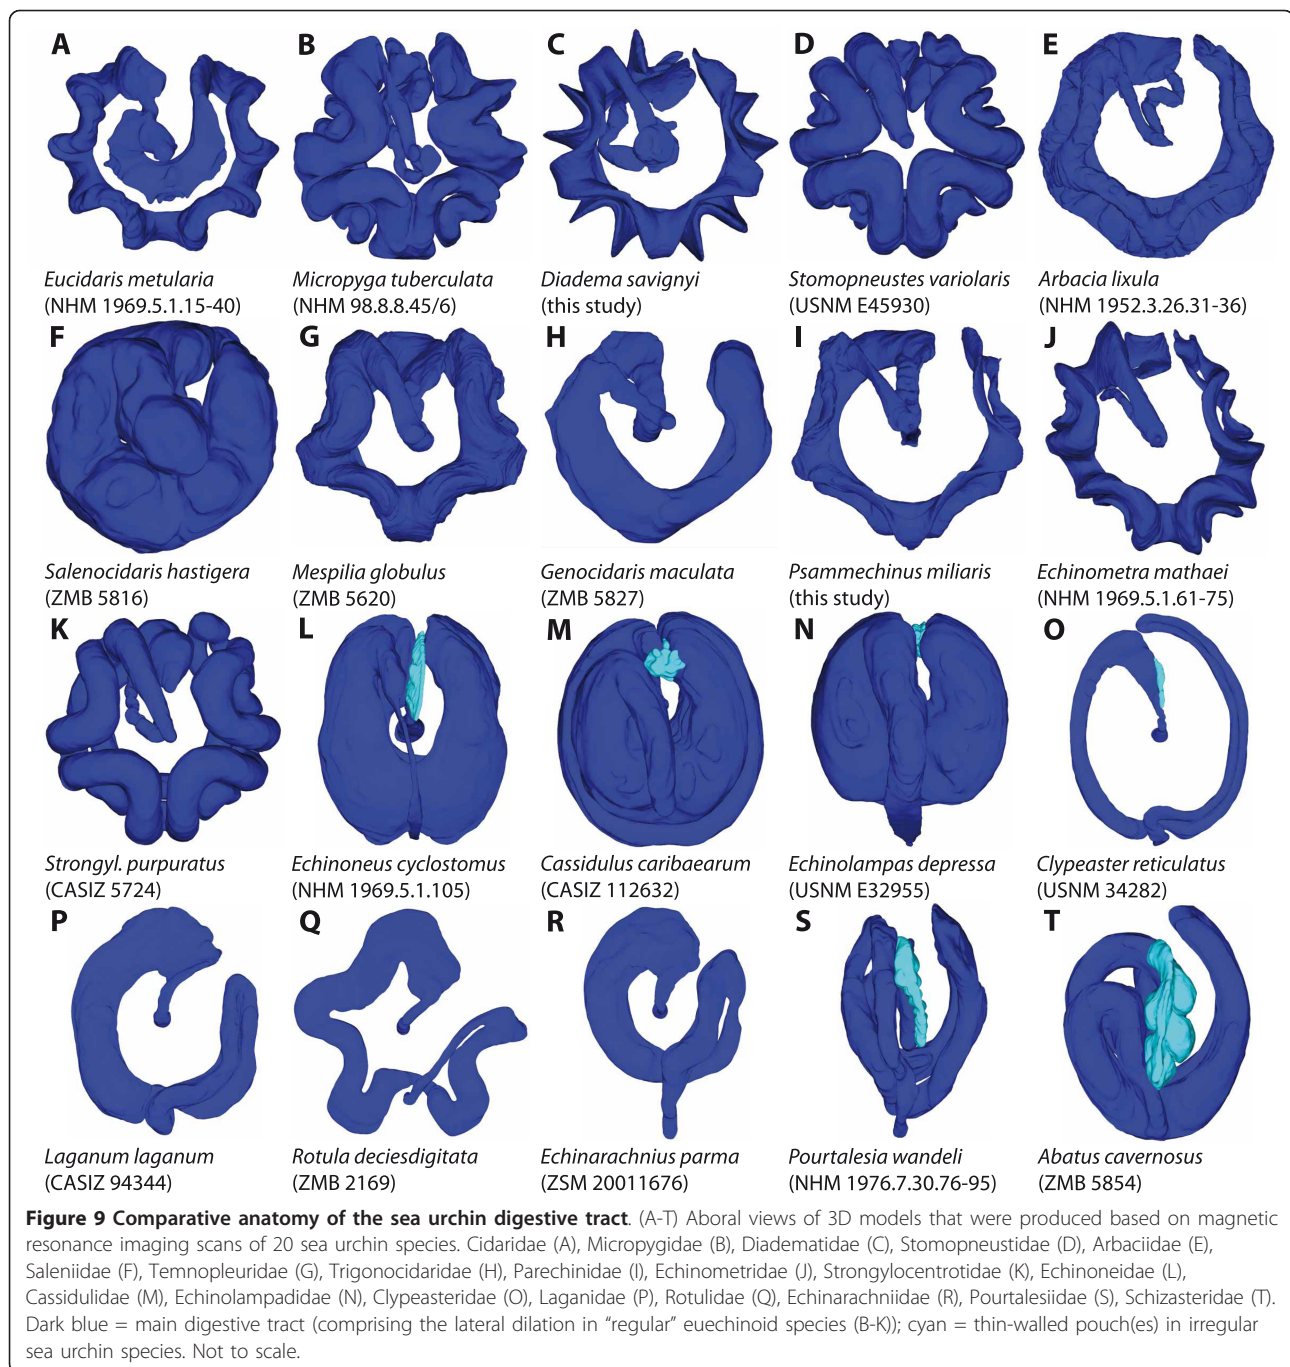 A B C D E
Eucidaris metularia
(NHM 1969.5.1.15-40)
Micropyga tuberculata
(NHM 98.8.8.45/6)
Diadema savignyi
(this study)
Stomopneustes variolaris
(USNM E45930)
Arbacia lixula
(NHM 1952.3.26.31-36)
F G H I J
Salenocidaris hastigera
(ZMB 5816)
Mespilia globulus
(ZMB 5620)
Genocidaris maculata
(ZMB 5827)
Psammechinus miliaris
(this study)
Echinometra mathaei
(NHM 1969.5.1.61-75)
K L M N O
Strongyl. purpuratus
(CASIZ 5724)
Echinoneus cyclostomus
(NHM 1969.5.1.105)
Cassidulus caribaearum
(CASIZ 112632)
Echinolampas depressa
(USNM E32955)
Clypeaster reticulatus
(USNM 34282)
P Q R S T
Laganum laganum
(CASIZ 94344)
Rotula deciesdigitata
(ZMB 2169)
Echinarachnius parma
(ZSM 20011676)
Pourtalesia wandeli
(NHM 1976.7.30.76-95)
Abatus cavernosus
(ZMB 5854)
Figure 9 Comparative anatomy of the sea urchin digestive tract. (A-T) Aboral views of 3D models that were produced based on magnetic
resonance imaging scans of 20 sea urchin species. Cidaridae (A), Micropygidae (B), Diadematidae (C), Stomopneustidae (D), Arbaciidae (E),
Saleniidae (F), Temnopleuridae (G), Trigonocidaridae (H), Parechinidae (I), Echinometridae (J), Strongylocentrotidae (K), Echinoneidae (L),
Cassidulidae (M), Echinolampadidae (N), Clypeasteridae (O), Laganidae (P), Rotulidae (Q), Echinarachniidae (R), Pourtalesiidae (S), Schizasteridae (T).
Dark blue = main digestive tract (comprising the lateral dilation in "regular" euechinoid species (B-K)); cyan = thin-walled pouch(es) in irregular
sea urchin species. Not to scale.